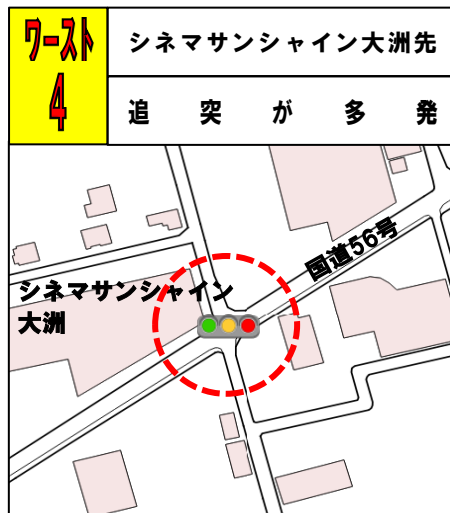 ワースト
4
シネマサンシャイン大洲先
追突が多発
国道56号
シネマサンシャイン
大洲